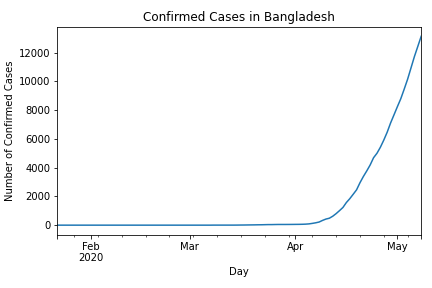 Confirmed Cases in Bangladesh
Number of Confirmed Cases
12000
10000
8000
6000
4000
2000
0
Feb
2020
Mar
Apr
May
Day